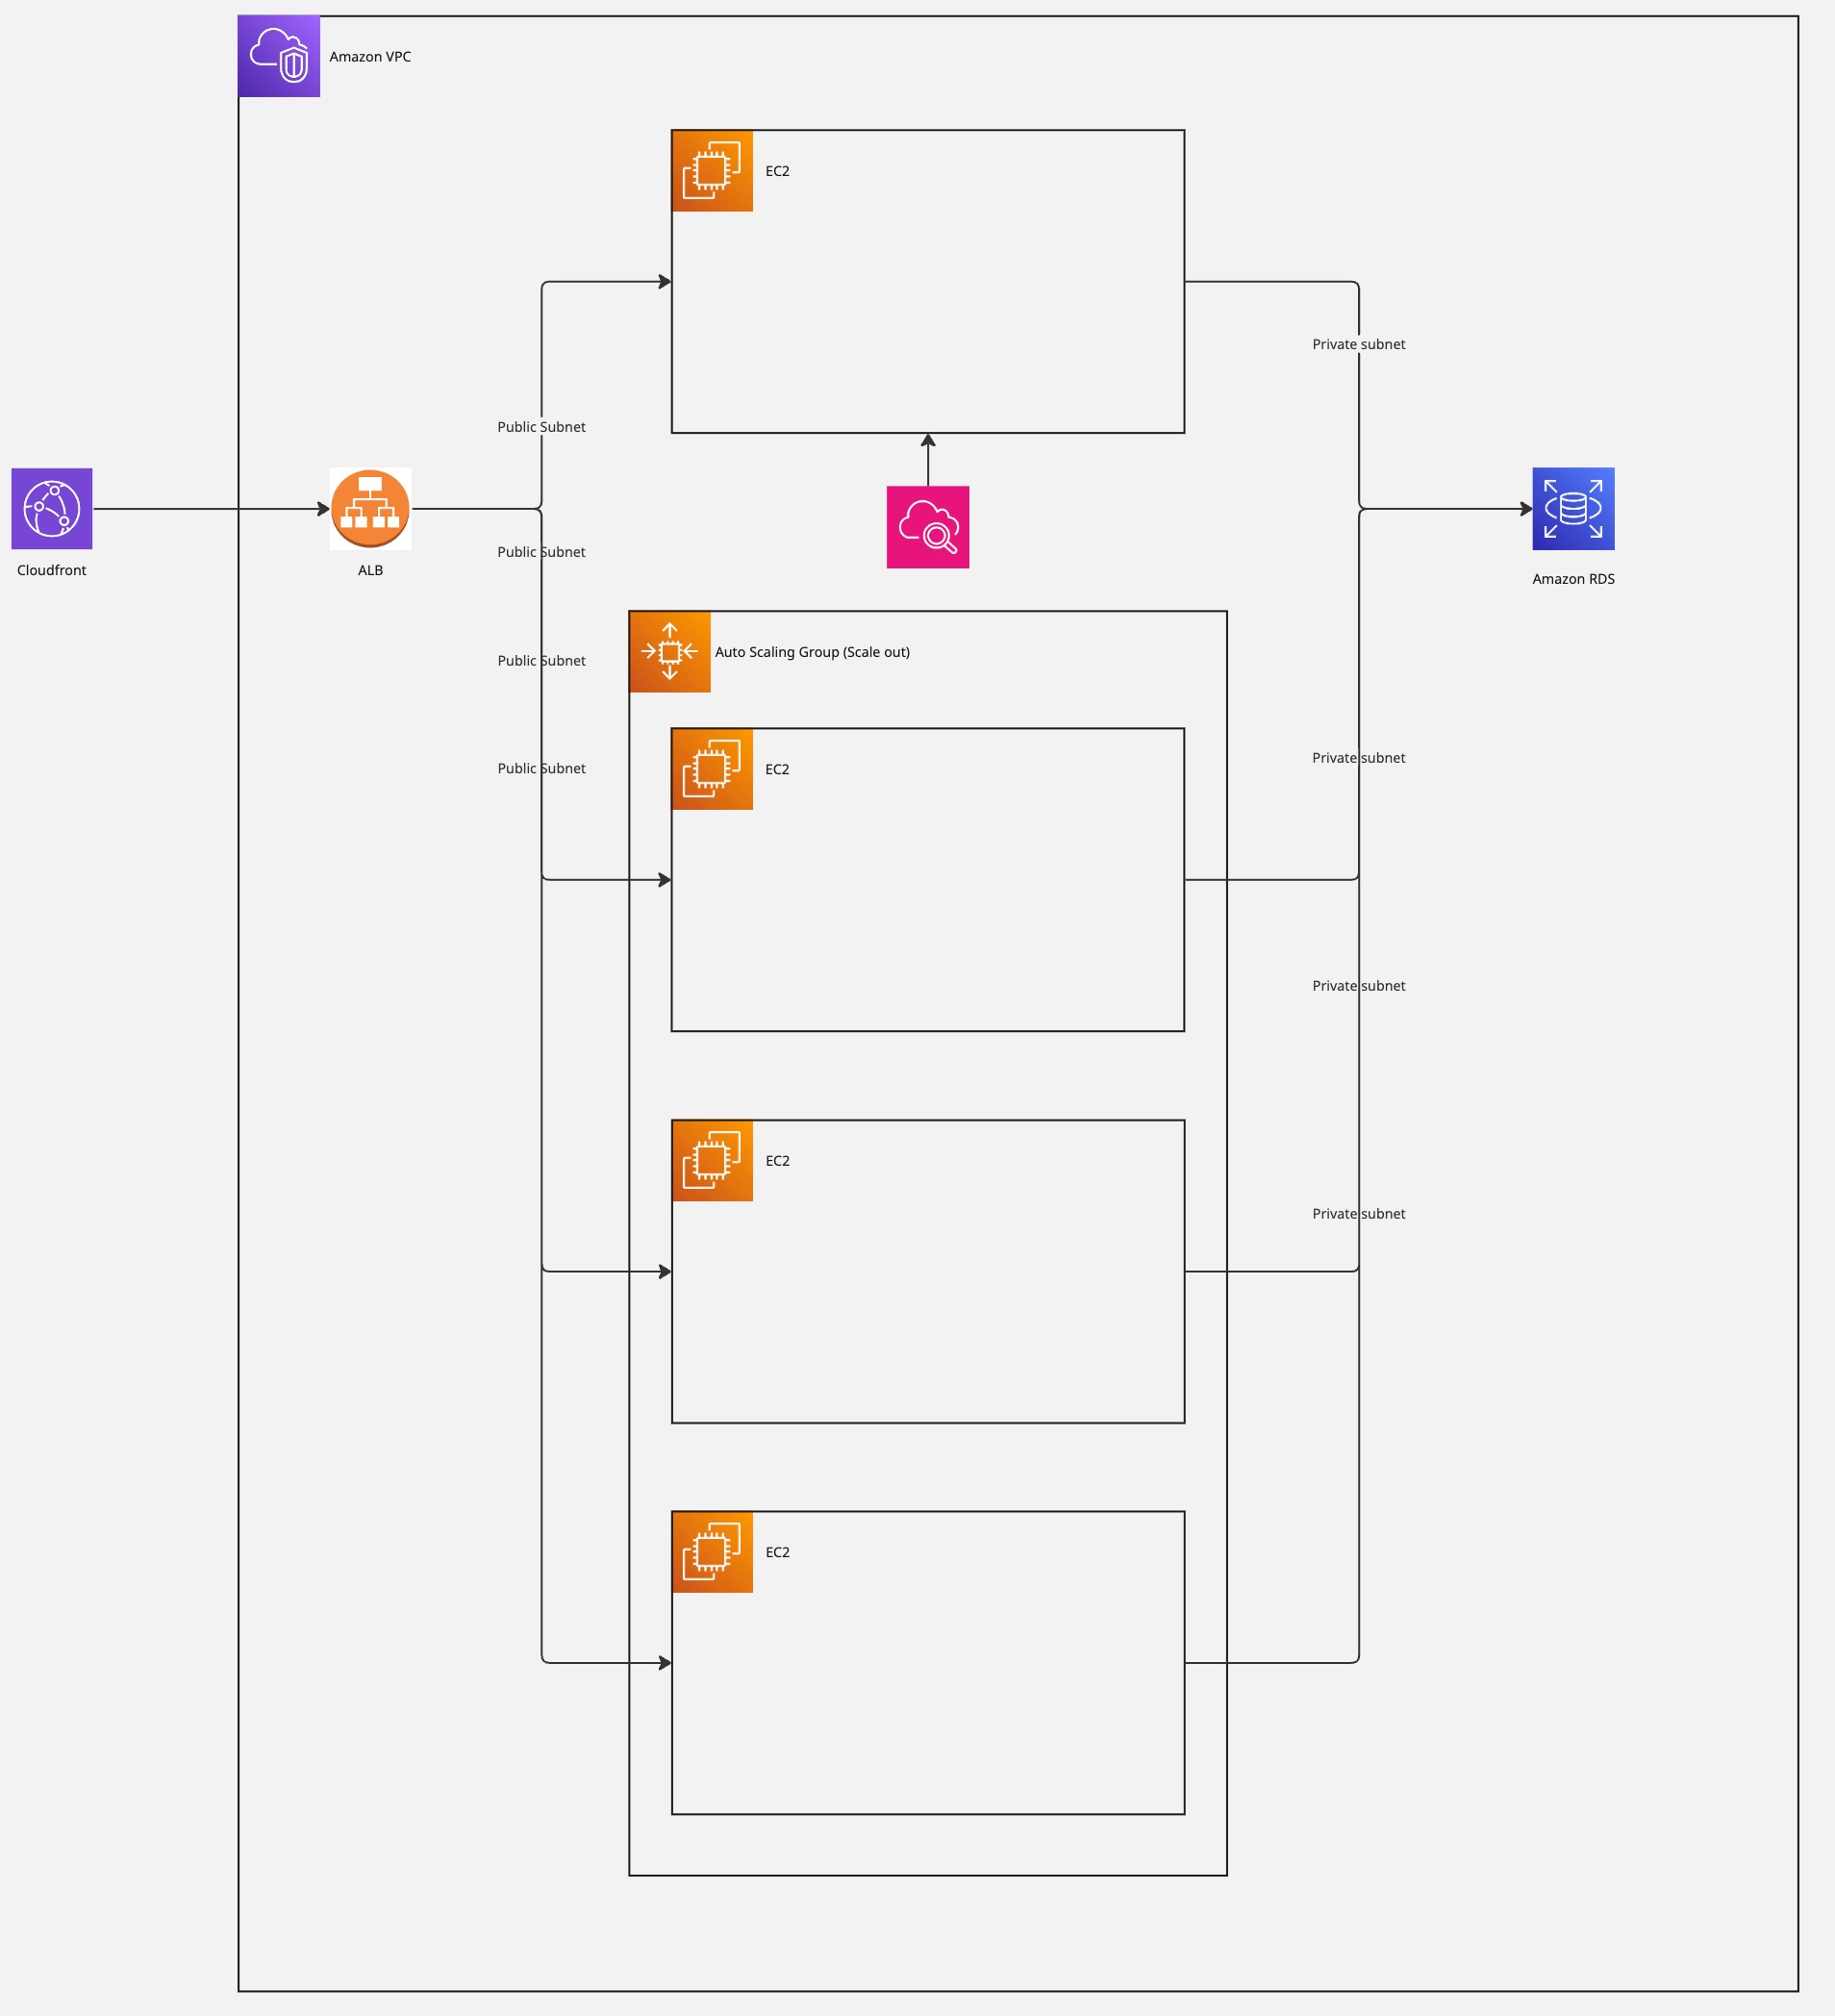 Amazon VPC
EC2
Private subnet
Public Subnet
Cloudfront
ALB
Public Subnet
Amazon RDS
Auto Scaling Group (Scale out)
Public Subnet
EC2
Private subnet
Public Subnet
Private subnet
EC2
Private subnet
EC2